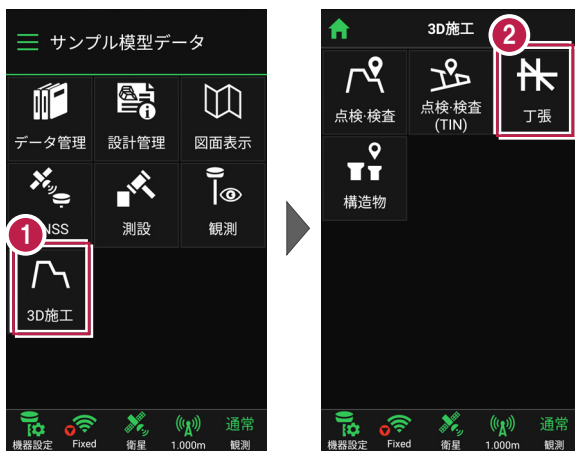 サンプル模型データ
データ管理
設計管理
図面表示
1
NSS
測設
観測
3D施工
機器設定
Fixed
衛星
1.000m
通常
観測
3D施工
2
点検·検査
点検·検査
(TIN)
丁張
構造物
機器設定
Fixed
衛星
1.000m
通常
観測